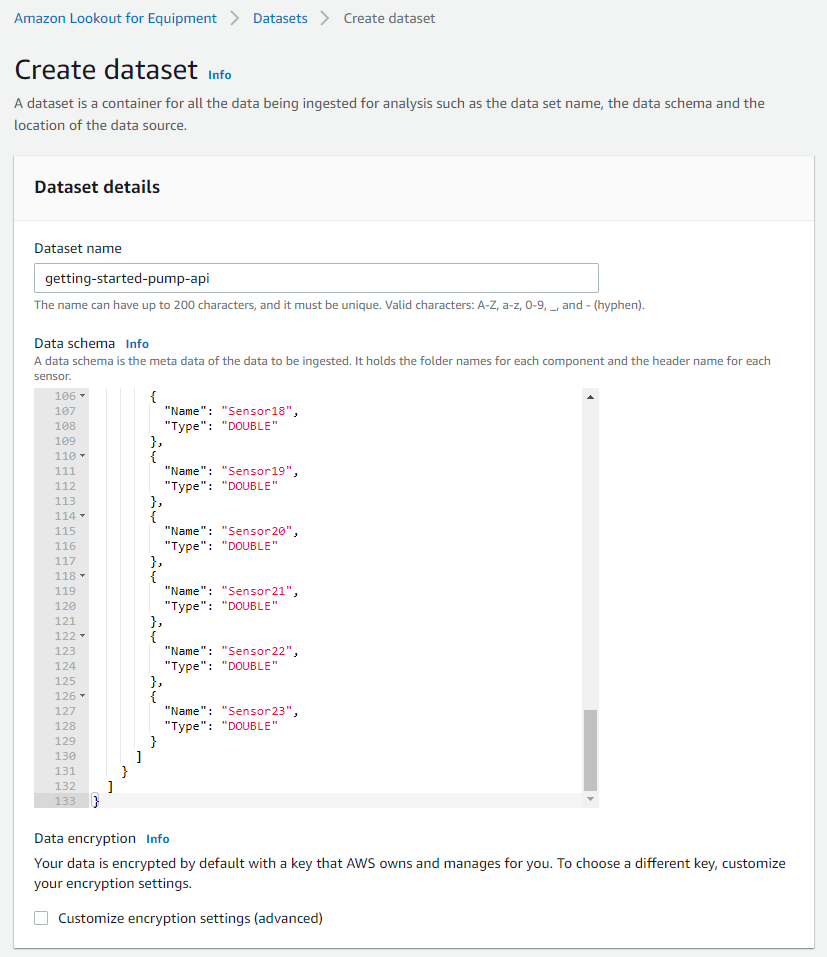 Amazon Lookout for Equipment > Datasets > Create dataset
Create dataset Info
A dataset is a container for all the data being ingested for analysis such as the data set name, the data schema and the
location of the data source.
Dataset details
Dataset name
getting-started-pump-api
The name can have up to 200 characters, and it must be unique. Valid characters: A-Z, a-z, 0-9, _, and - (hyphen).
Data schema Info
A data schema is the meta data of the data to be ingested. It holds the folder names for each component and the header name for each
sensor.
106 {
107 "Name": "Sensor18",
108 "Type": "DOUBLE"
109 },
110 {
111 "Name": "Sensor19",
112 "Type": "DOUBLE"
113 },
114 {
115 "Name": "Sensor20",
116 "Type": "DOUBLE"
117 },
118 {
119 "Name": "Sensor21",
120 "Type": "DOUBLE"
121 },
122 {
123 "Name": "Sensor22",
124 "Type": "DOUBLE"
125 },
126 {
127 "Name": "Sensor23",
128 "Type": "DOUBLE"
129 }
130 ]
131 }
132 ]
133 }
Data encryption Info
Your data is encrypted by default with a key that AWS owns and manages for you. To choose a different key, customize
your encryption settings.
Customize encryption settings (advanced)